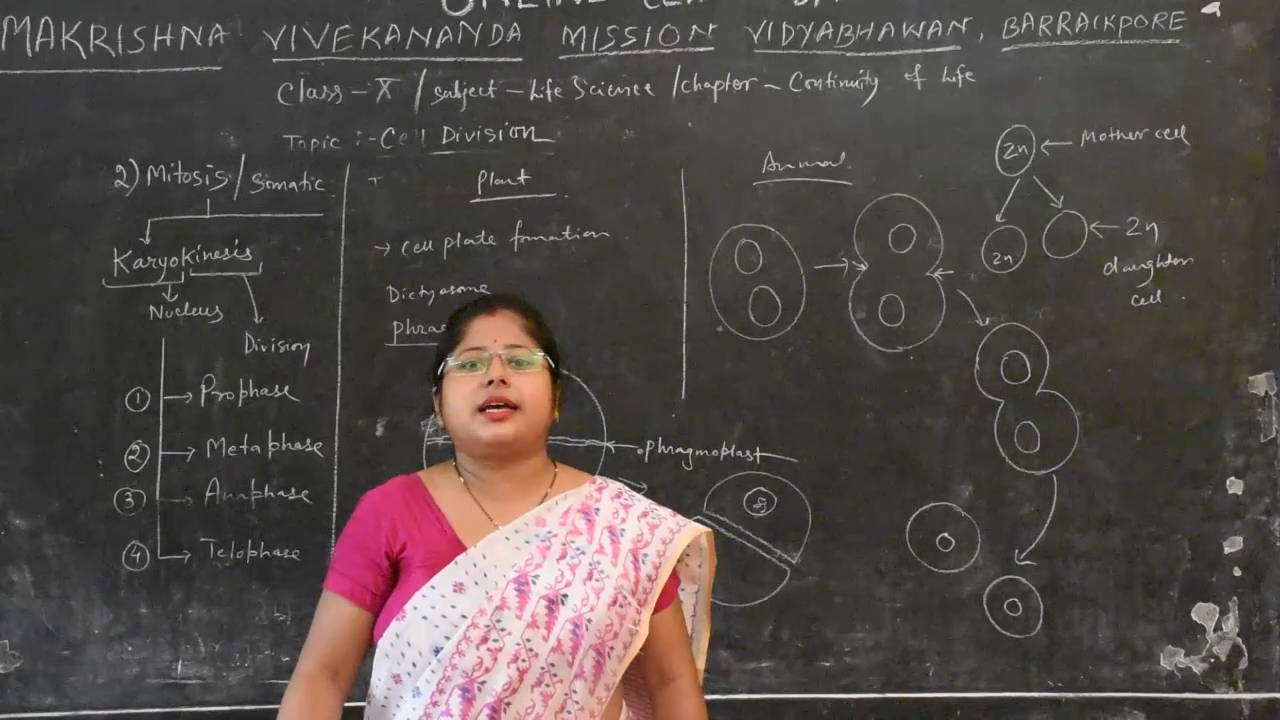 MAKRISHNA VIVEKANANDA MISSION VIDYABHAWAN, BARRACKPORE
Class - X / subject - Life Science / chapter - Continuity of Life
Topic :- Cell Division
2) Mitosis / Somatic
Karyokinesis
Nucleus
Division
1 Prophase
2 Metaphase
3 Anaphase
4 Telophase
Plant
→ Cell plate formation
Dictyosome
Phrag
Phragmoplast
Animal
2n ← Mother cell
2n ← 2n
daughter
cell